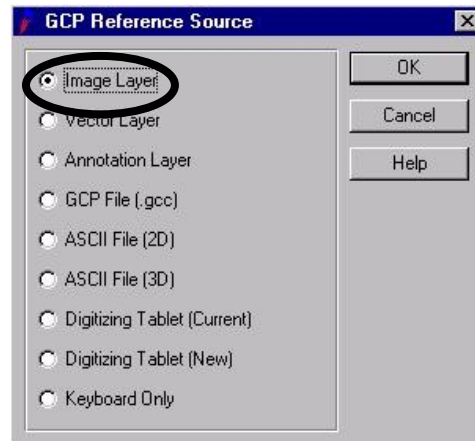 GCP Reference Source
Image Layer
OK
Vector Layer
Cancel
Annotation Layer
Help
GCP File (.gcc)
ASCII File (2D)
ASCII File (3D)
Digitizing Tablet (Current)
Digitizing Tablet (New)
Keyboard Only